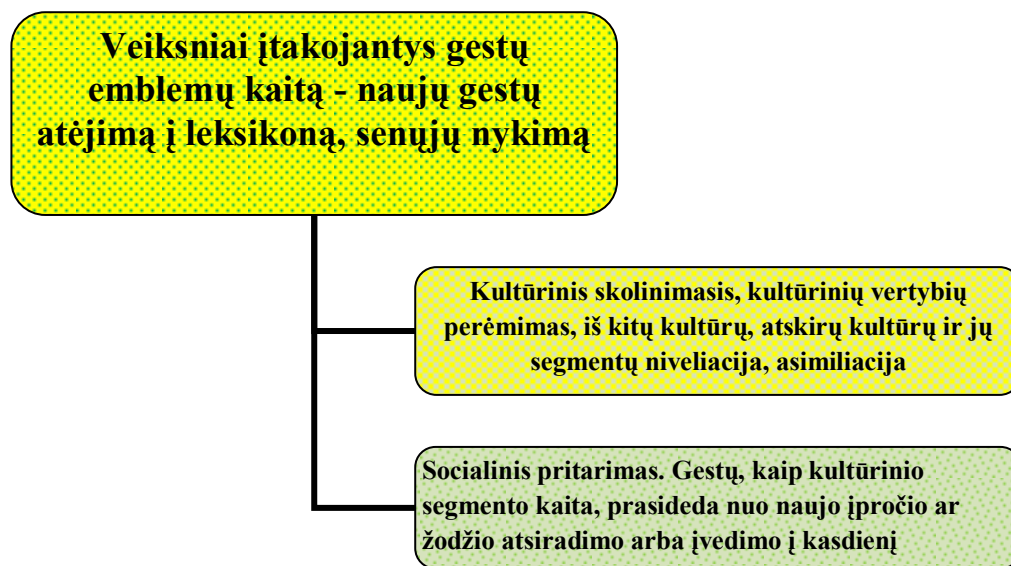 Veiksniai įtakojantys gestų
emblemų kaitą - naujų gestų
atėjimą į leksikoną, senųjų nykimą
Kultūrinis skolinimasis, kultūrinių vertybių
perėmimas, iš kitų kultūrų, atskirų kultūrų ir jų
segmentų niveliacija, asimiliacija
Socialinis pritarimas. Gestų, kaip kultūrinio
segmento kaita, prasideda nuo naujo įpročio ar
žodžio atsiradimo arba įvedimo į kasdienį